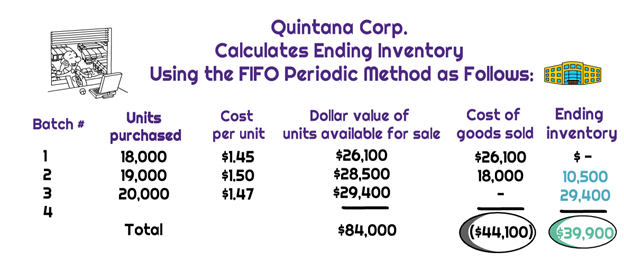 Quintana Corp.
Calculates Ending Inventory
Using the FIFO Periodic Method as Follows:
Batch # Units purchased Cost per unit Dollar value of units available for sale Cost of goods sold Ending inventory
1 18,000 $1.45 $26,100 $26,100 $ -
2 19,000 $1.50 $28,500 18,000 10,500
3 20,000 $1.47 $29,400 - 29,400
4
Total $84,000 ($44,100) $39,900